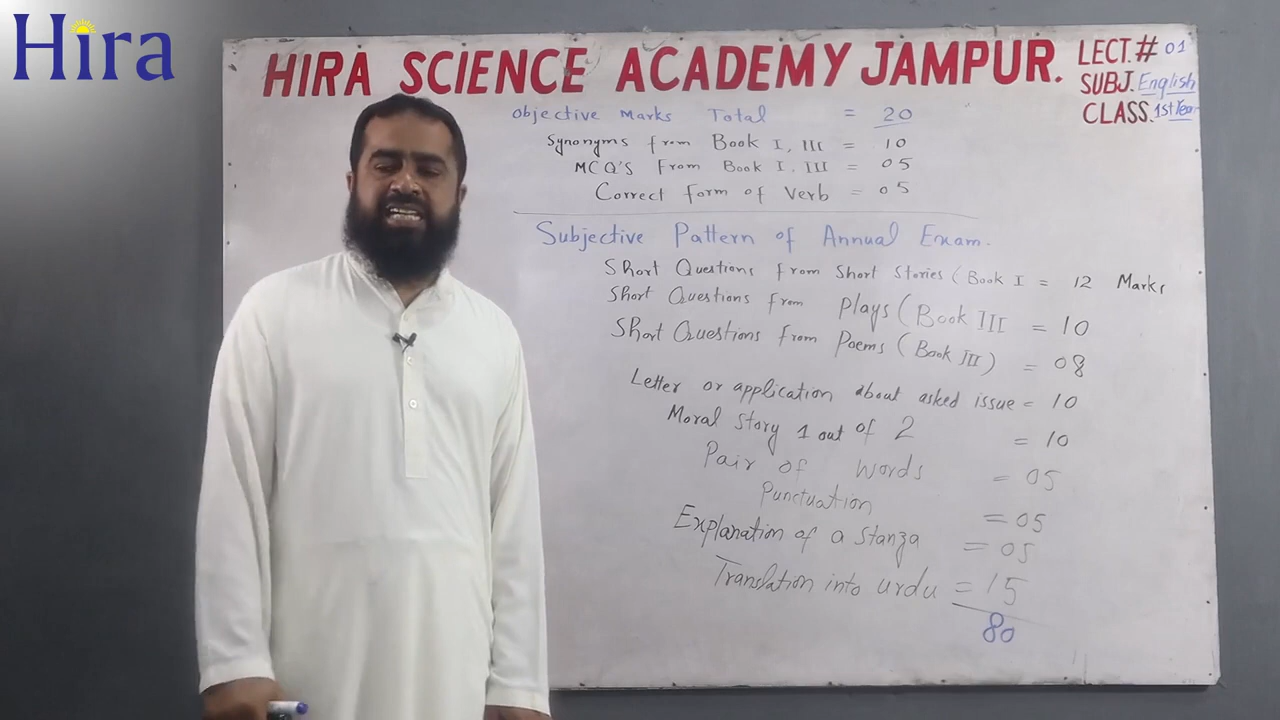 Hira
HIRA SCIENCE ACADEMY JAMPUR.
LECT.# 01
SUBJ. English
CLASS. 1st Year
Objective Marks Total = 20
Synonyms from Book I, III = 10
MCQ'S From Book I, III = 05
Correct form of Verb = 05
Subjective Pattern of Annual Exam.
Short Questions from Short Stories (Book I = 12 Marks
Short Questions from Plays (Book III = 10
Short Questions from Poems (Book III) = 08
Letter or application about asked issue = 10
Moral Story 1 out of 2 = 10
Pair of words = 05
Punctuation = 05
Explanation of a Stanza = 05
Translation into urdu = 15
80